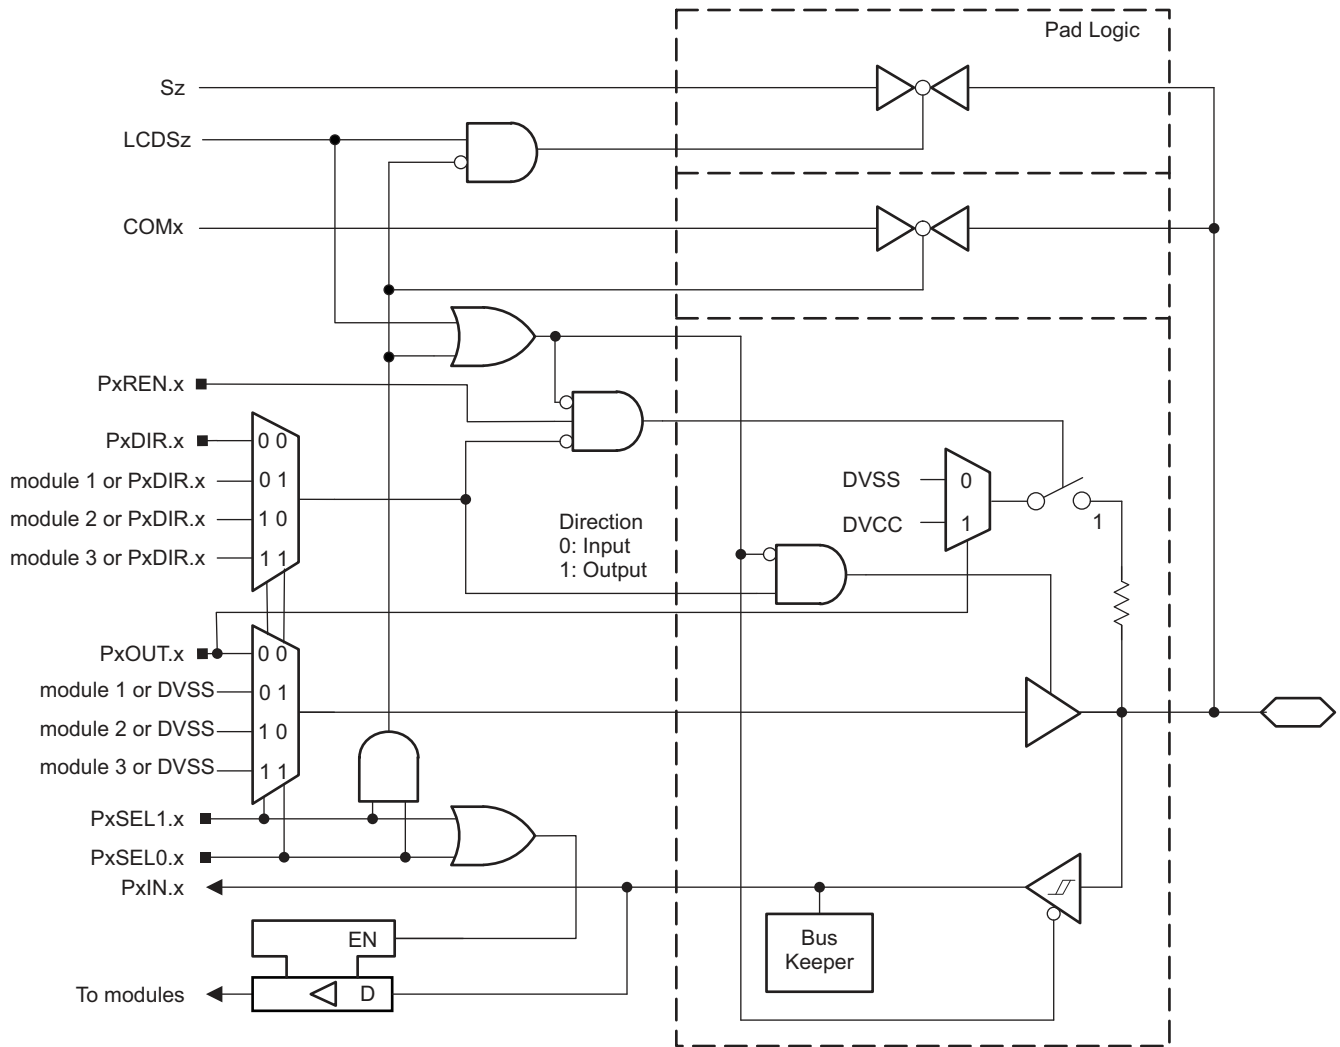 Pad Logic
Sz
LCDSz
COMx
PxREN.x
PxDIR.x
0 0
module 1 or PxDIR.x
0 1
module 2 or PxDIR.x
1 0
module 3 or PxDIR.x
1 1
Direction
0: Input
1: Output
DVSS
0
DVCC
1
1
PxOUT.x
0 0
module 1 or DVSS
0 1
module 2 or DVSS
1 0
module 3 or DVSS
1 1
PxSEL1.x
PxSEL0.x
PxIN.x
EN
D
To modules
Bus
Keeper